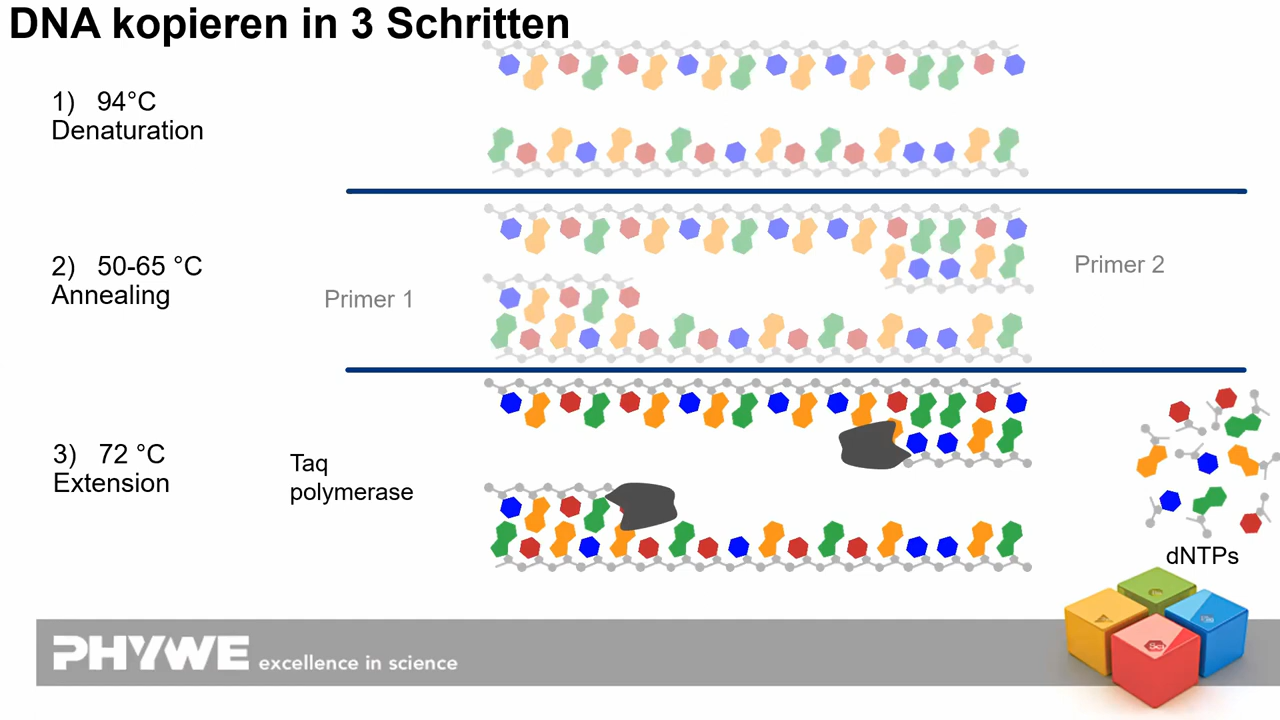 DNA kopieren in 3 Schritten
1) 94°C
Denaturation
2) 50-65 °C
Annealing
Primer 1
Primer 2
3) 72 °C
Extension
Taq
polymerase
dNTPs
PHYWE excellence in science